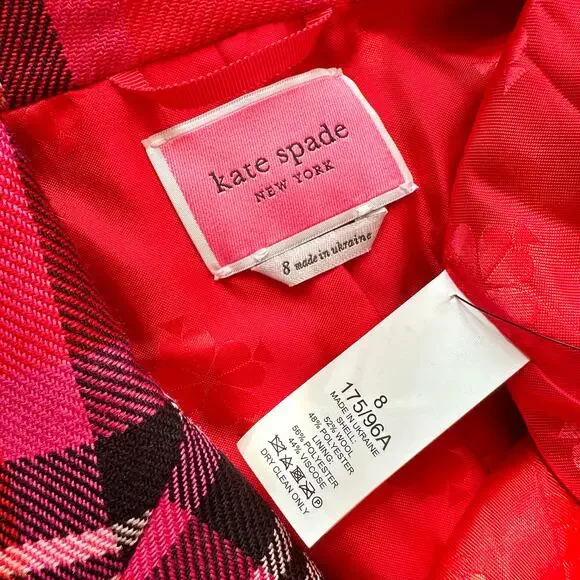 kate spade
NEW YORK
8 made in ukraine
8
175/96A
MADE IN UKRAINE
SHELL:
52% WOOL
48% POLYESTER
LINING:
56% POLYESTER
44% VISCOSE
DRY CLEAN ONLY